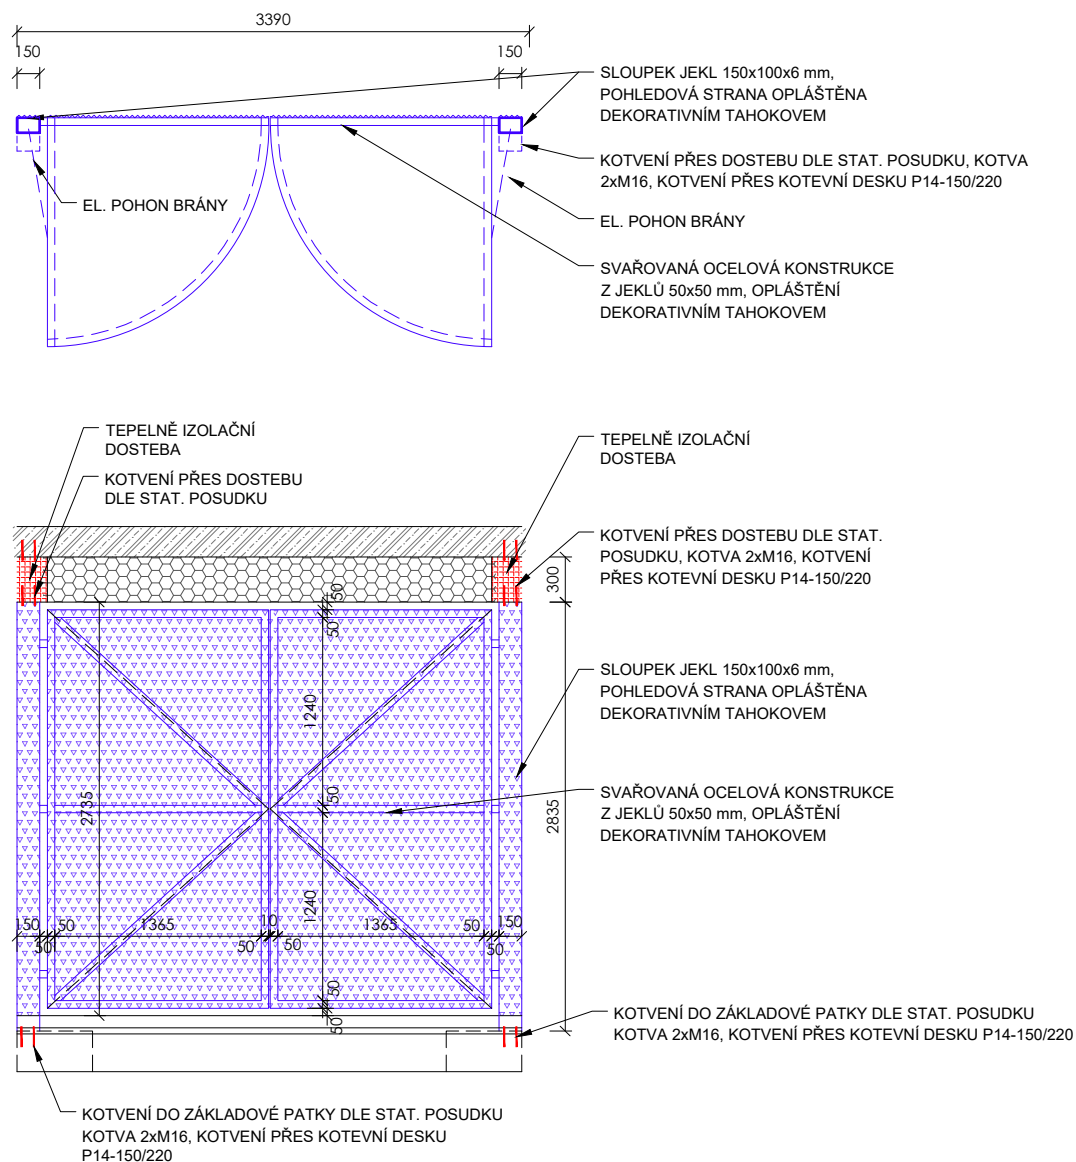 3390
150
150
SLOUPEK JEKL 150x100x6 mm,
POHLEDOVÁ STRANA OPLÁŠTĚNA
DEKORATIVNÍM TAHOKOVEM
KOTVENÍ PŘES DOSTEBU DLE STAT. POSUDKU, KOTVA
2xM16, KOTVENÍ PŘES KOTEVNÍ DESKU P14-150/220
EL. POHON BRÁNY
EL. POHON BRÁNY
SVAŘOVANÁ OCELOVÁ KONSTRUKCE
Z JEKLŮ 50x50 mm, OPLÁŠTĚNÍ
DEKORATIVNÍM TAHOKOVEM
TEPELNĚ IZOLAČNÍ
DOSTEBA
KOTVENÍ PŘES DOSTEBU
DLE STAT. POSUDKU
TEPELNĚ IZOLAČNÍ
DOSTEBA
KOTVENÍ PŘES DOSTEBU DLE STAT.
POSUDKU, KOTVA 2xM16, KOTVENÍ
PŘES KOTEVNÍ DESKU P14-150/220
300
50
50
SLOUPEK JEKL 150x100x6 mm,
POHLEDOVÁ STRANA OPLÁŠTĚNA
DEKORATIVNÍM TAHOKOVEM
1240
2735
50
2835
SVAŘOVANÁ OCELOVÁ KONSTRUKCE
Z JEKLŮ 50x50 mm, OPLÁŠTĚNÍ
DEKORATIVNÍM TAHOKOVEM
1240
150
50
50
1365
50
10
50
1365
50
50
150
50
50
KOTVENÍ DO ZÁKLADOVÉ PATKY DLE STAT. POSUDKU
KOTVA 2xM16, KOTVENÍ PŘES KOTEVNÍ DESKU P14-150/220
KOTVENÍ DO ZÁKLADOVÉ PATKY DLE STAT. POSUDKU
KOTVA 2xM16, KOTVENÍ PŘES KOTEVNÍ DESKU
P14-150/220